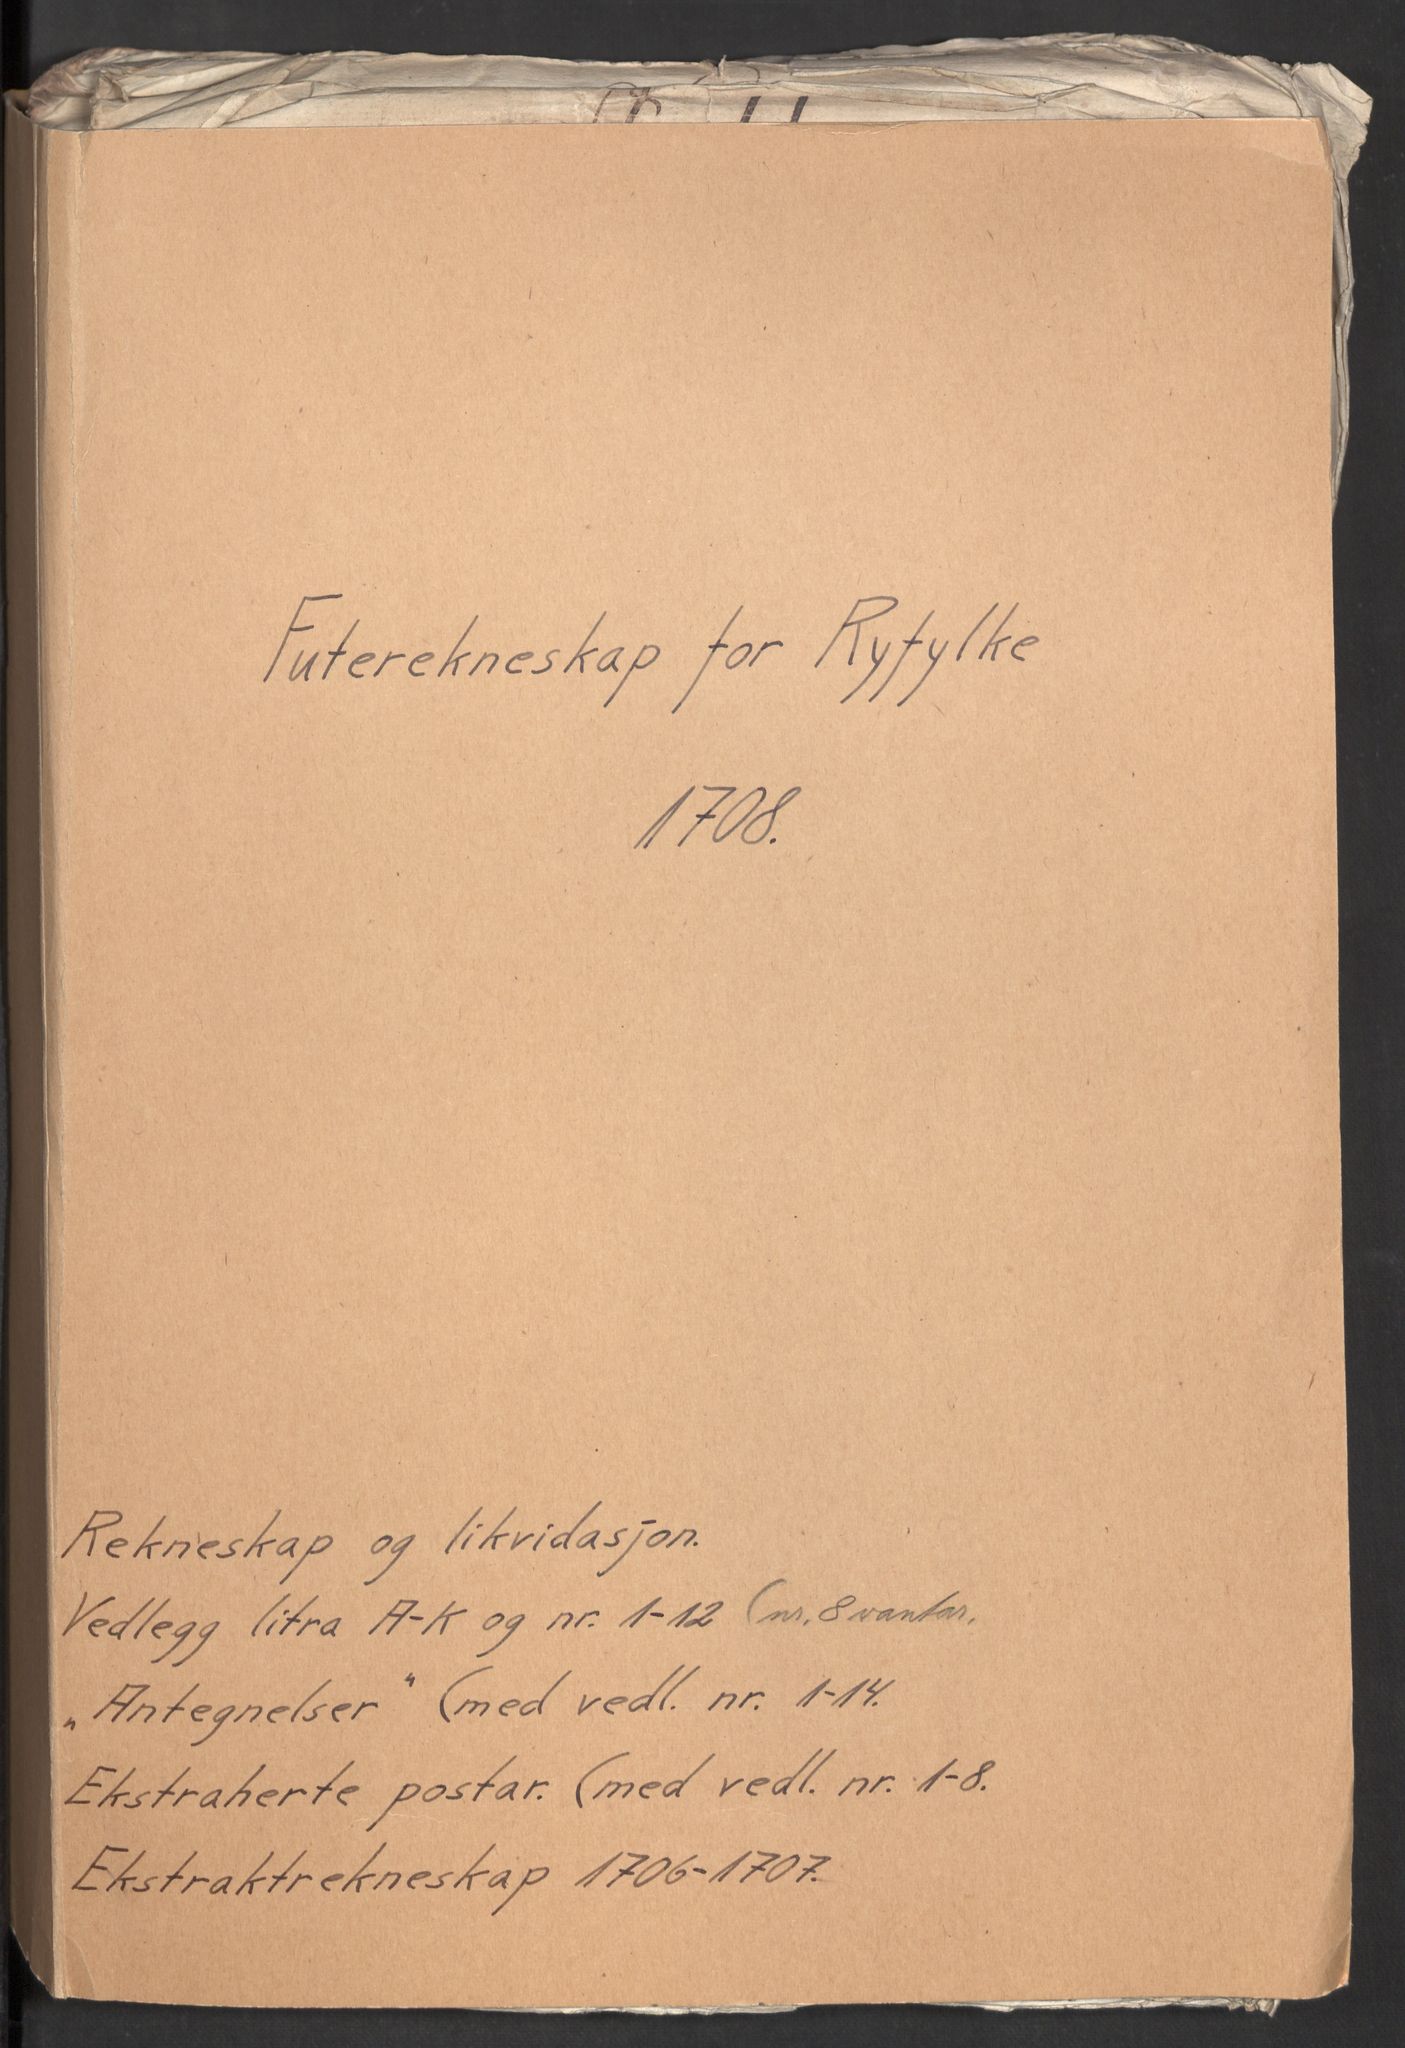 Futerekneskap for Ryfylke
1708.
Rekneskap og likvidasjon.
Vedlegg litra A-K og nr. 1-12 (nr. 8 vantar.
„Antegnelser" (med vedl. nr. 1-14.
Ekstraherte postar. (med vedl. nr. 1-8.
Ekstraktrekneskap 1706-1707.